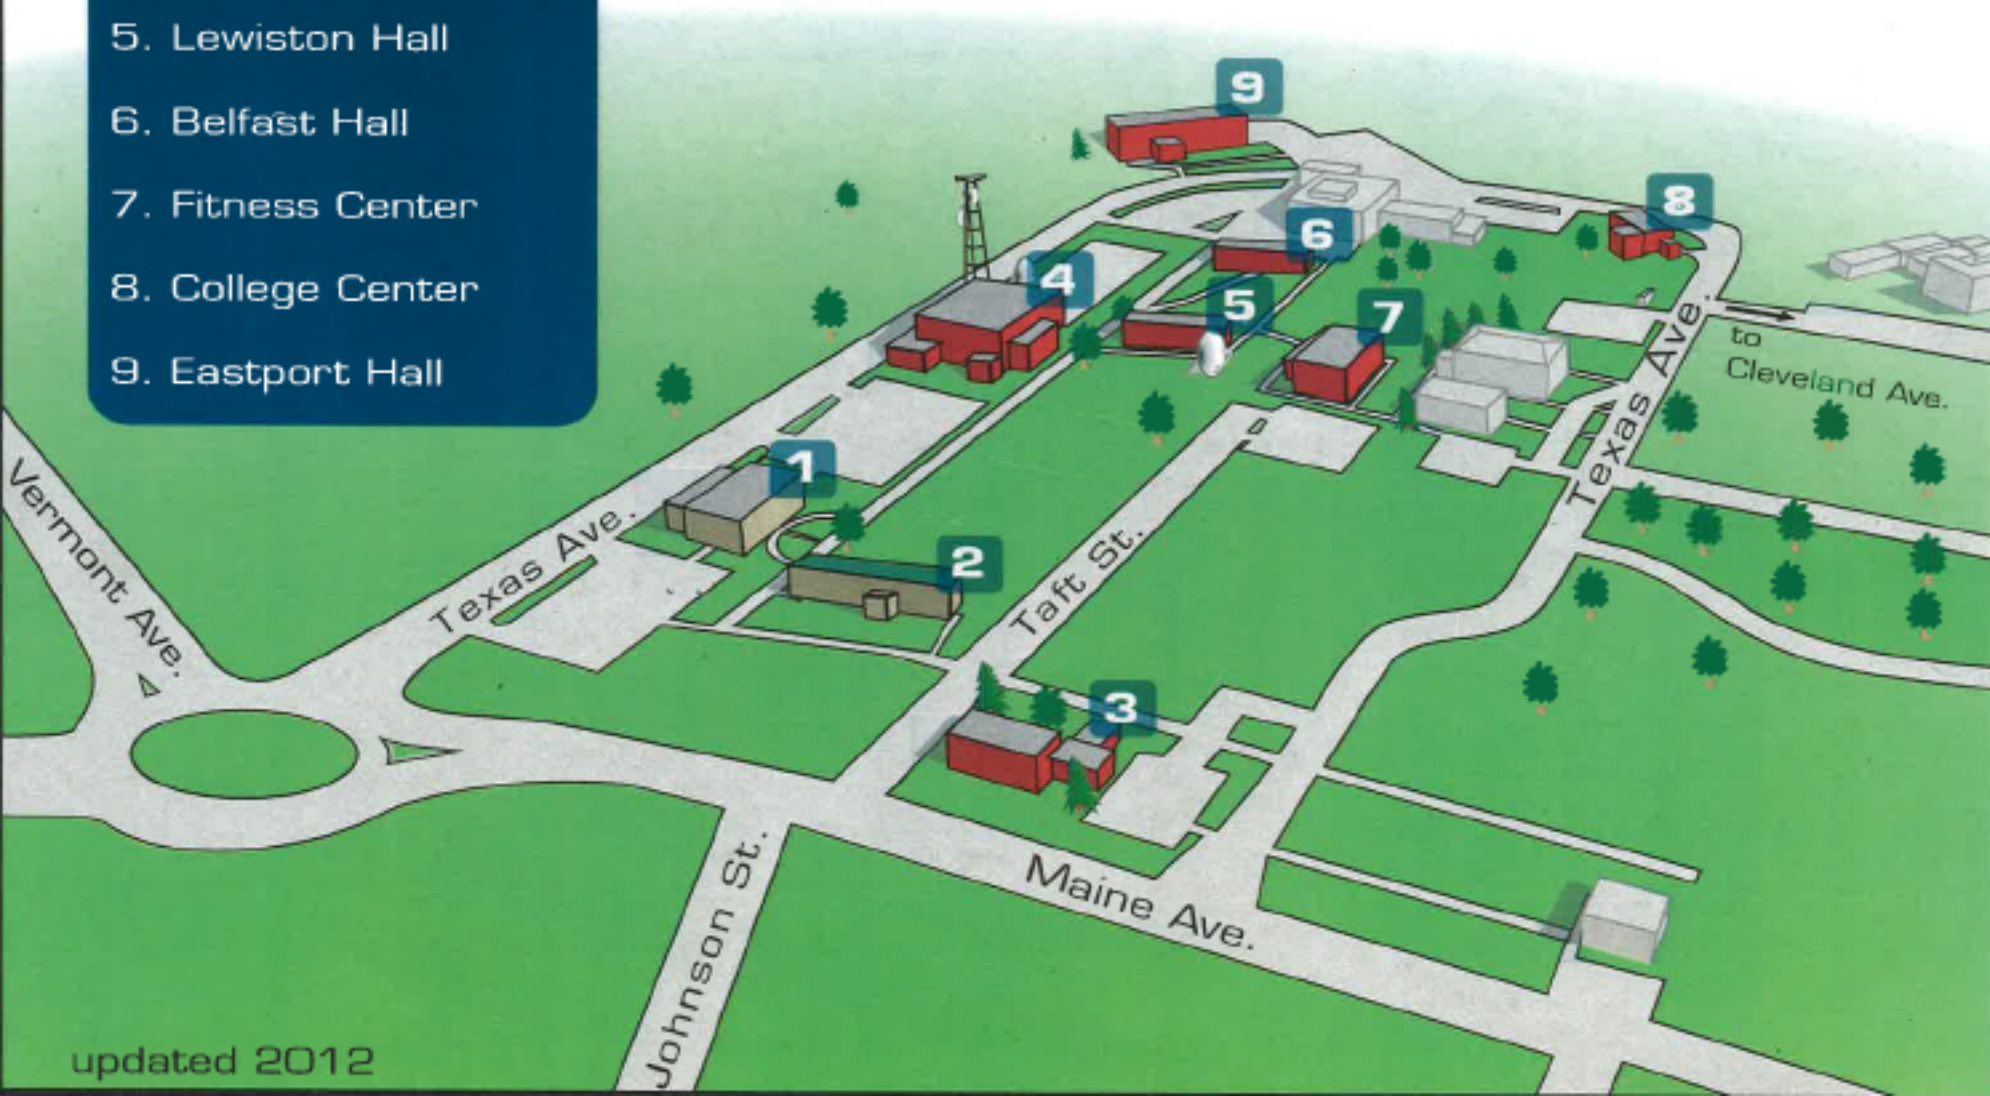 5. Lewiston Hall
6. Belfast Hall
7. Fitness Center
8. College Center
9. Eastport Hall
9
8
6
4
5
7
to
Cleveland Ave.
Texas Ave.
1
Vermont Ave.
Texas Ave.
2
Taft St.
3
Maine Ave.
Johnson St.
updated 2012